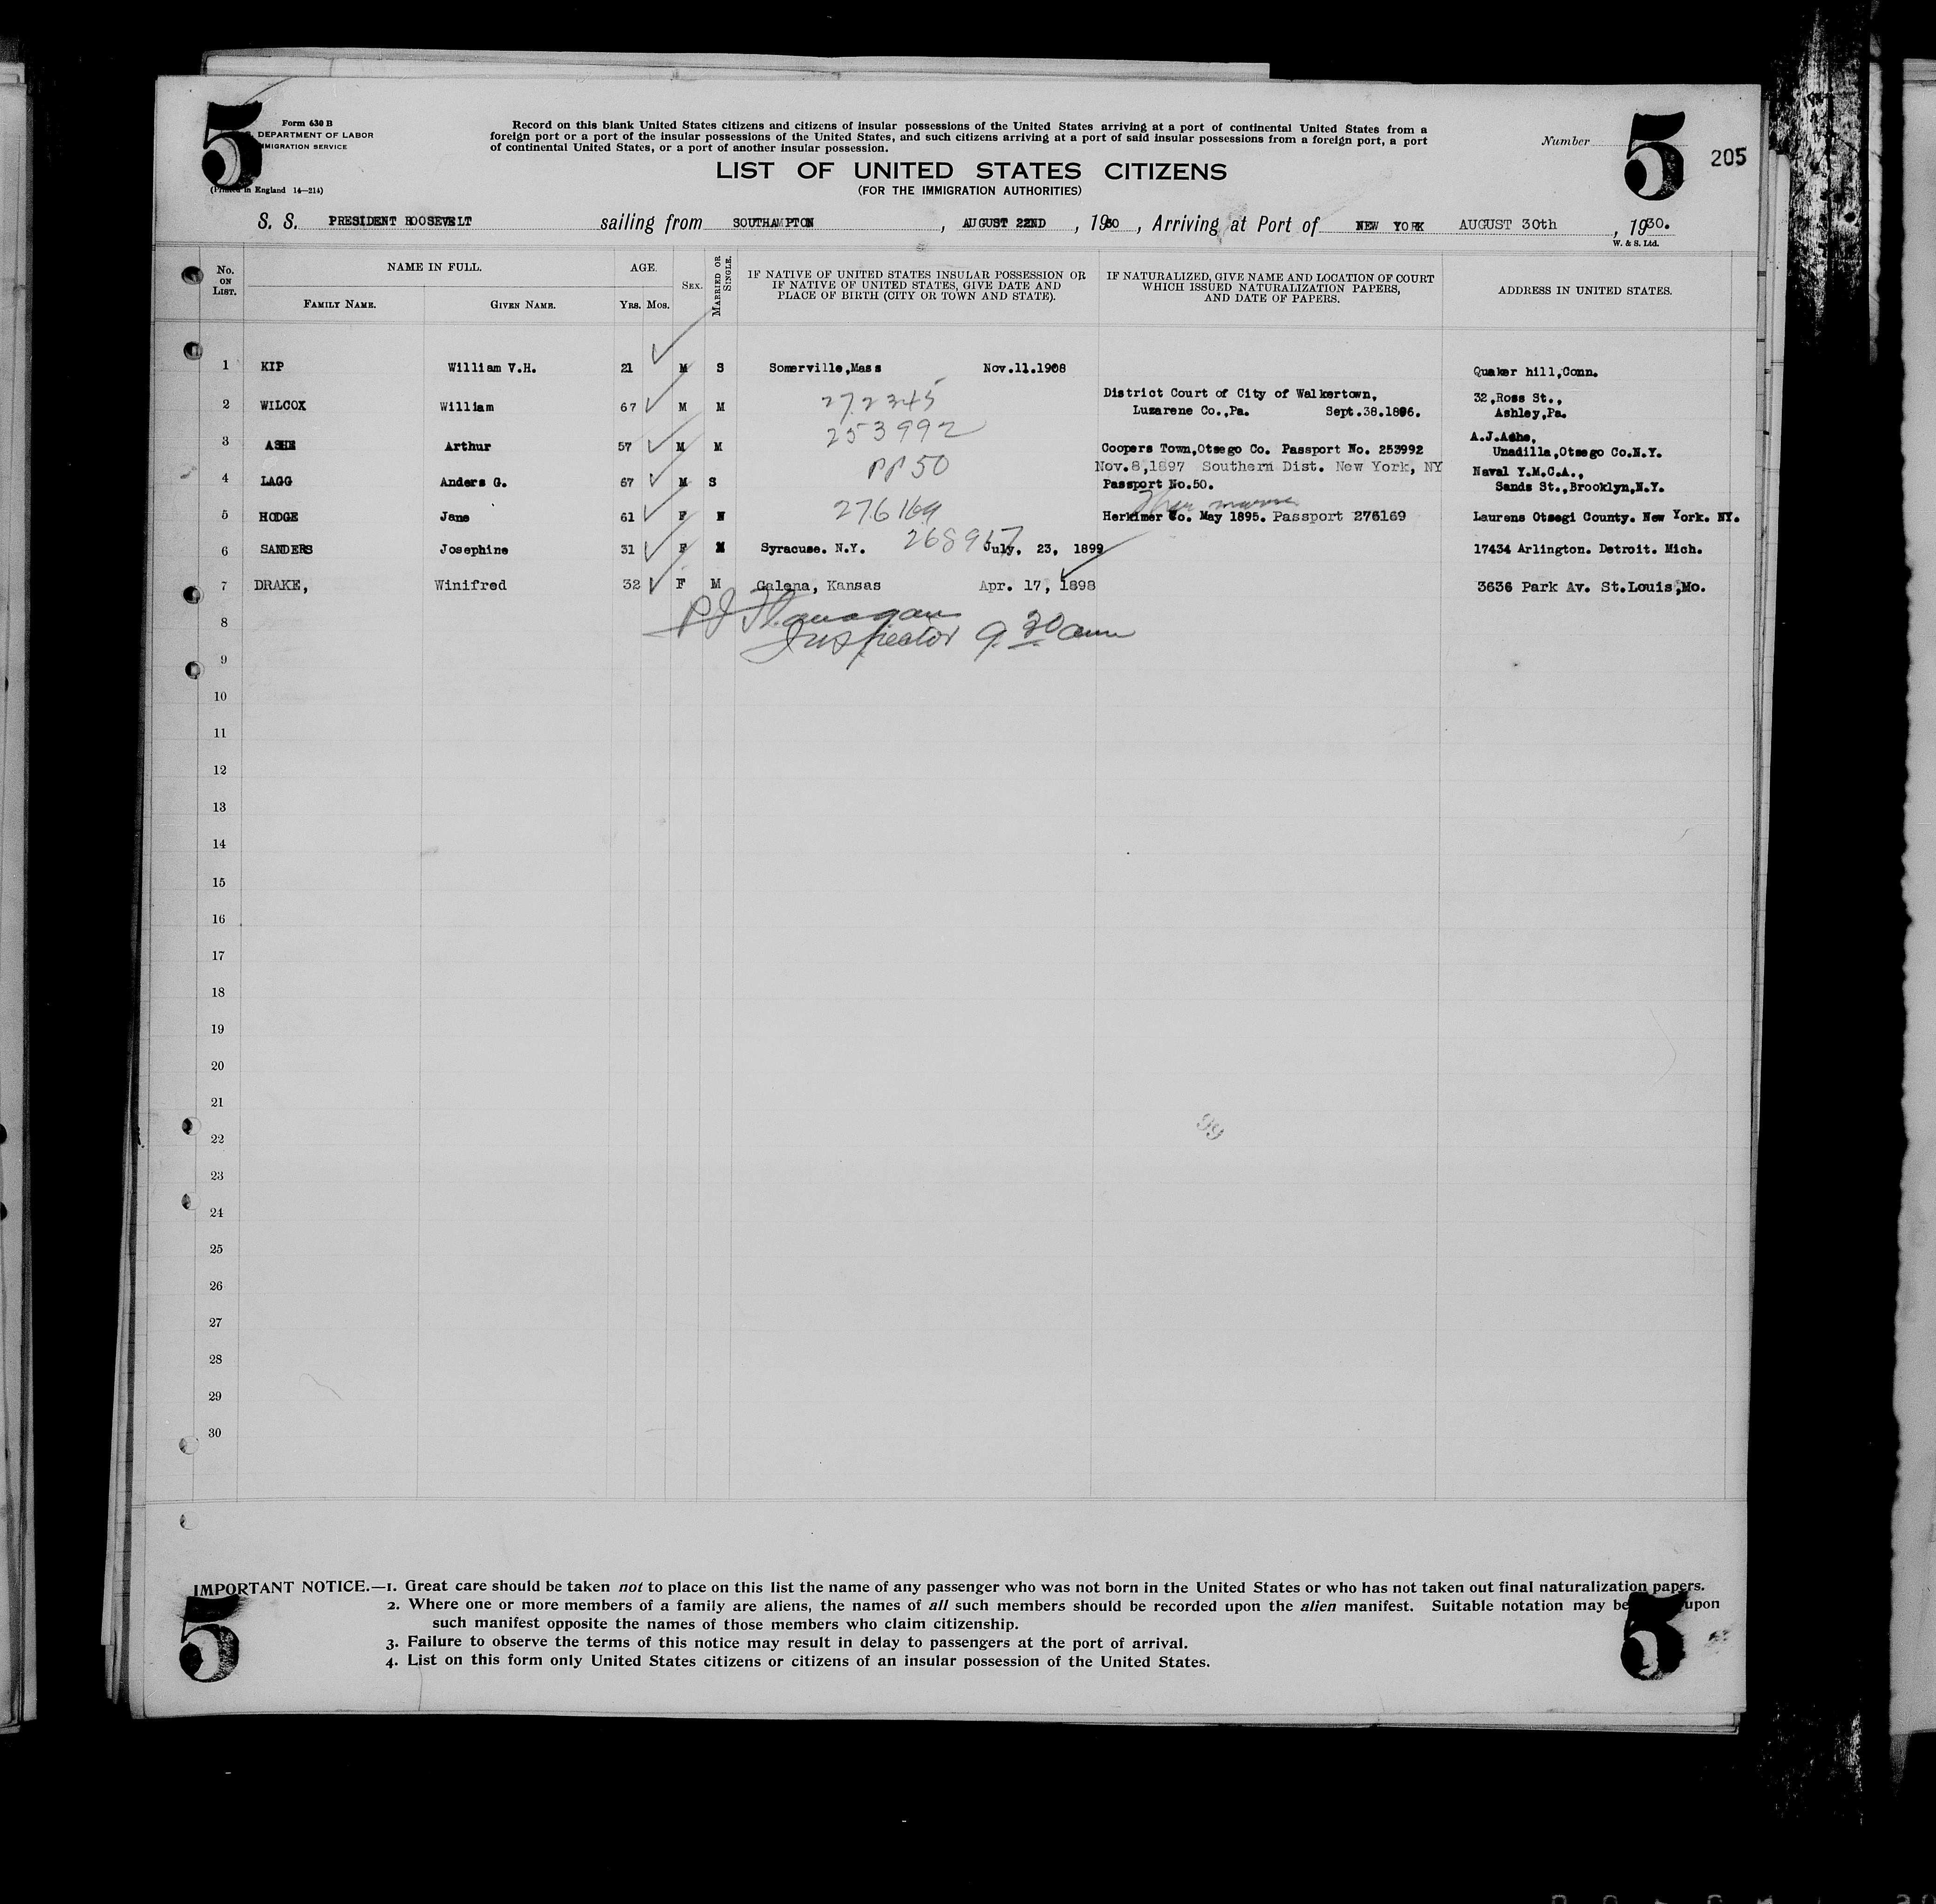 5
Form 630 B
DEPARTMENT OF LABOR
IMMIGRATION SERVICE
(Printed in England 14—214)
Record on this blank United States citizens and citizens of insular possessions of the United States arriving at a port of continental United States from a
foreign port or a port of the insular possessions of the United States, and such citizens arriving at a port of said insular possessions from a foreign port, a port
of continental United States, or a port of another insular possession.
Number
5
205
LIST OF UNITED STATES CITIZENS
(FOR THE IMMIGRATION AUTHORITIES)
S. S. PRESIDENT ROOSEVELT sailing from SOUTHAMPTON , AUGUST 22ND , 1930 , Arriving at Port of NEW YORK AUGUST 30th , 1930.
W. & S. Ltd.
No. ON LIST.
NAME IN FULL.
FAMILY NAME. GIVEN NAME.
AGE.
YRS. MOS.
SEX.
MARRIED OR SINGLE.
IF NATIVE OF UNITED STATES INSULAR POSSESSION OR
IF NATIVE OF UNITED STATES, GIVE DATE AND
PLACE OF BIRTH (CITY OR TOWN AND STATE).
IF NATURALIZED, GIVE NAME AND LOCATION OF COURT
WHICH ISSUED NATURALIZATION PAPERS,
AND DATE OF PAPERS.
ADDRESS IN UNITED STATES.
1 KIP William V.H. 21 M S Somerville,Mass Nov.11.1908 Quaker hill,Conn.
2 WILCOX William 67 M M 272345 District Court of City of Walkertown,
Luzarene Co.,Pa. Sept.38.1896.
32,Ross St.,
Ashley,Pa.
3 ASHE Arthur 57 M M 253992 Coopers Town,Otsego Co. Passport No. 253992
A.J.Ashe,
Unadilla,Otsego Co.N.Y.
Nov.8,1897 Southern Dist. New York, NY
4 LAGG Anders G. 67 M S PP 50 Passport No.50.
Naval Y.M.C.A.,
Sands St.,Brooklyn,N.Y.
5 HODGE Jane 61 F 276169 Herkimer Co. May 1895. Passport 276169 Laurens Otsegi County. New York. NY.
6 SANDERS Josephine 31 F 268917 Syracuse. N.Y. July, 23, 1899 17434 Arlington. Detroit. Mich.
7 DRAKE, Winifred 32 F M Galena, Kansas Apr. 17, 1898 3636 Park Av. St.Louis,Mo.
P J Flanagan
Inspector 9 30 am
8
9
10
11
12
13
14
15
16
17
18
19
20
21
99
22
23
24
25
26
27
28
29
30
IMPORTANT NOTICE.—1. Great care should be taken not to place on this list the name of any passenger who was not born in the United States or who has not taken out final naturalization papers.
2. Where one or more members of a family are aliens, the names of all such members should be recorded upon the alien manifest. Suitable notation may be upon
such manifest opposite the names of those members who claim citizenship.
3. Failure to observe the terms of this notice may result in delay to passengers at the port of arrival.
4. List on this form only United States citizens or citizens of an insular possession of the United States.
5
5